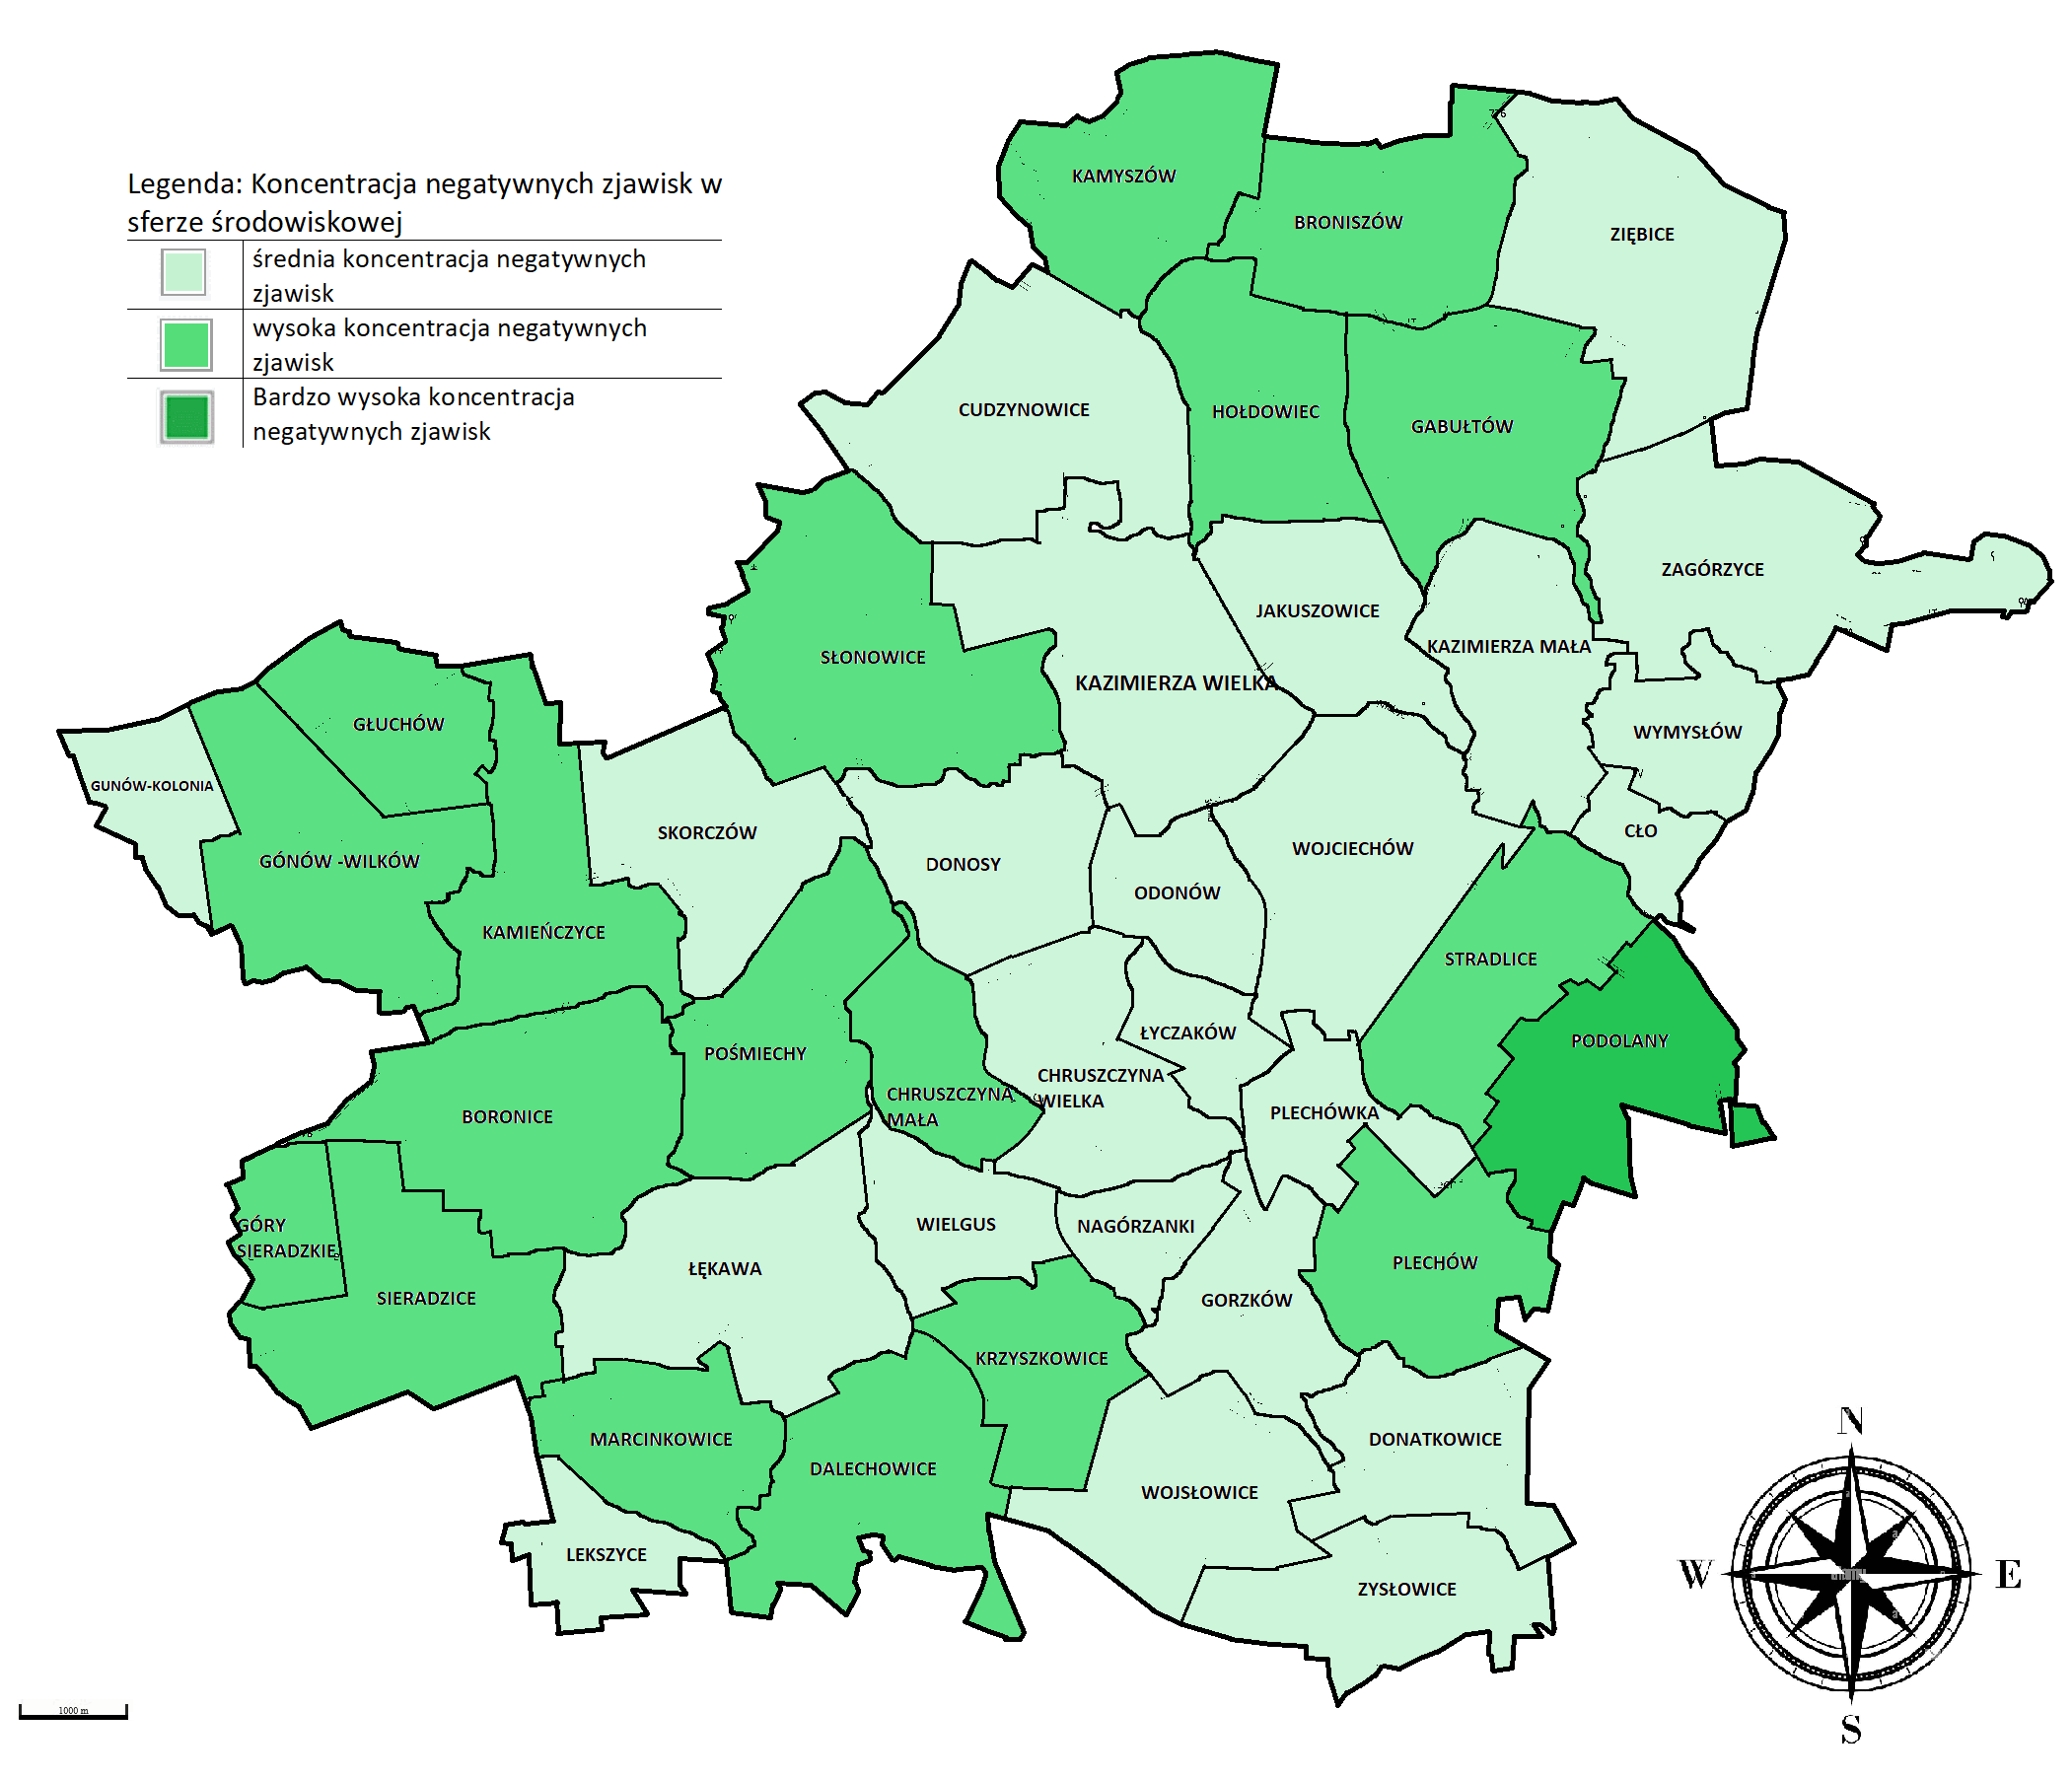 Legenda: Koncentracja negatywnych zjawisk w
sferze środowiskowej
średnia koncentracja negatywnych
zjawisk
wysoka koncentracja negatywnych
zjawisk
Bardzo wysoka koncentracja
negatywnych zjawisk
776
KAMYSZÓW
BRONISZÓW
ZIĘBICE
CUDZYNOWICE
HOŁDOWIEC
GABUŁTÓW
ZAGÓRZYCE
JAKUSZOWICE
KAZIMIERZA MAŁA
SŁONOWICE
KAZIMIERZA WIELKA
GŁUCHÓW
WYMYSŁÓW
GUNÓW-KOLONIA
SKORCZÓW
CŁO
WOJCIECHÓW
GÓNÓW -WILKÓW
DONOSY
ODONÓW
KAMIEŃCZYCE
STRADLICE
ŁYCZAKÓW
PODOLANY
POŚMIECHY
CHRUSZCZYNA
WIELKA
CHRUSZCZYNA
MAŁA
PLECHÓWKA
BORONICE
GÓRY
SIERADZKIE
WIELGUS
NAGÓRZANKI
ŁĘKAWA
PLECHÓW
SIERADZICE
GORZKÓW
KRZYSZKOWICE
MARCINKOWICE
DONATKOWICE
DALECHOWICE
WOJSŁOWICE
LEKSZYCE
ZYSŁOWICE
N
W
E
S
1000 m